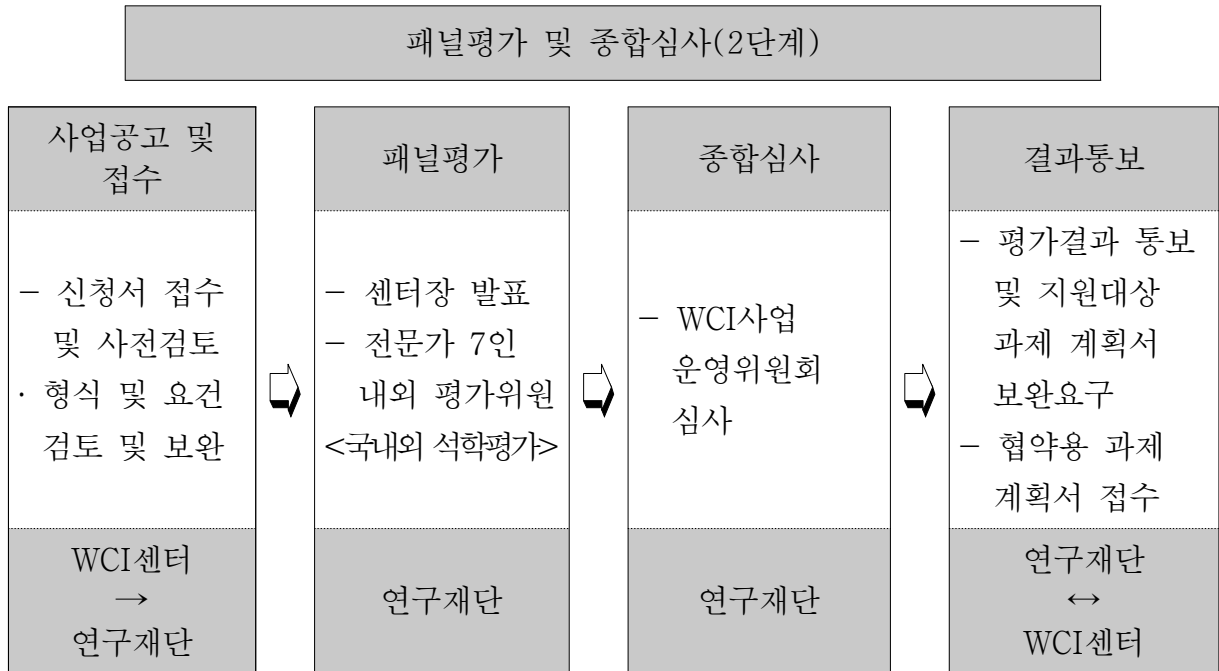 패널평가 및 종합심사(2단계)
사업공고 및
접수
- 신청서 접수
및 사전검토
· 형식 및 요건
검토 및 보완
WCI센터
→
연구재단
패널평가
- 센터장 발표
- 전문가 7인
내외 평가위원
<국내외 석학평가>
연구재단
종합심사
- WCI사업
운영위원회
심사
연구재단
결과통보
- 평가결과 통보
및 지원대상
과제 계획서
보완요구
- 협약용 과제
계획서 접수
연구재단
↔
WCI센터